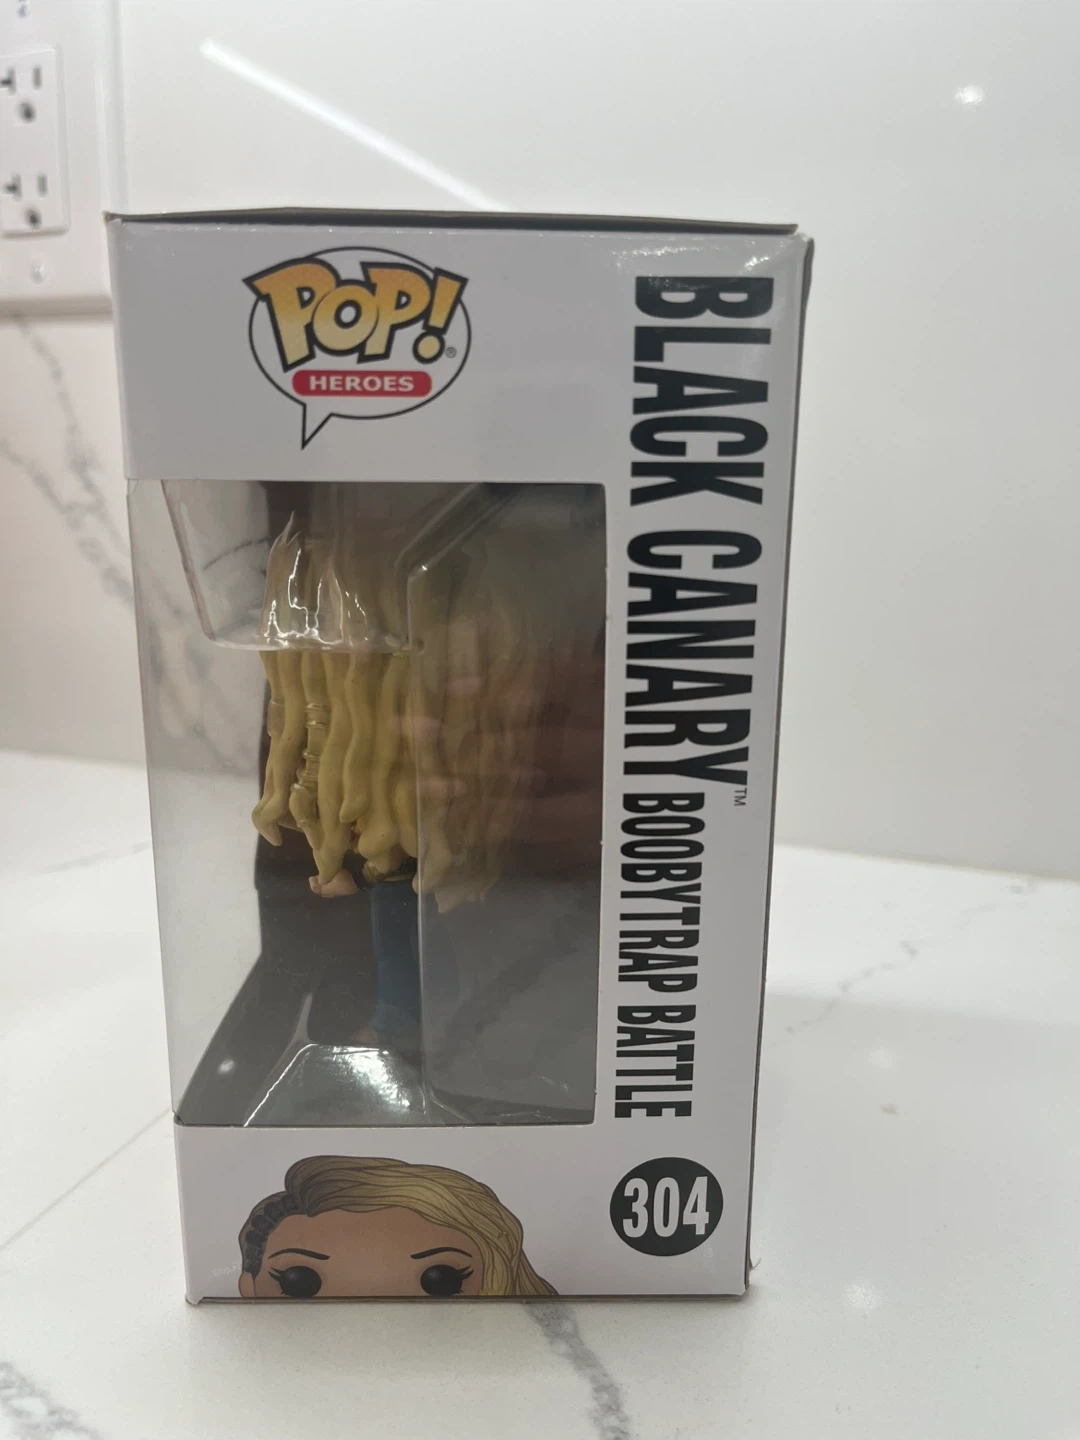 POP!®
HEROES
BLACK CANARY™ BOOBYTRAP BATTLE
304